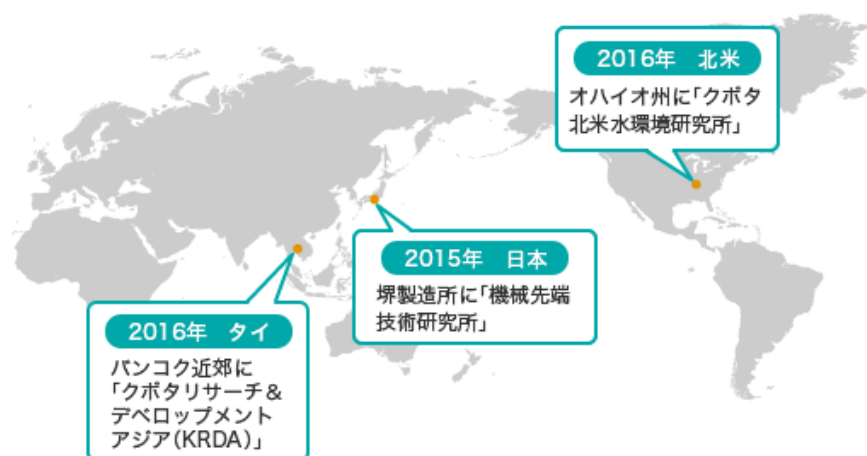 2016年 北米
オハイオ州に「クボタ
北米水環境研究所」
2015年 日本
堺製造所に「機械先端
技術研究所」
2016年 タイ
バンコク近郊に
「クボタリサーチ&
デベロップメント
アジア(KRDA)」